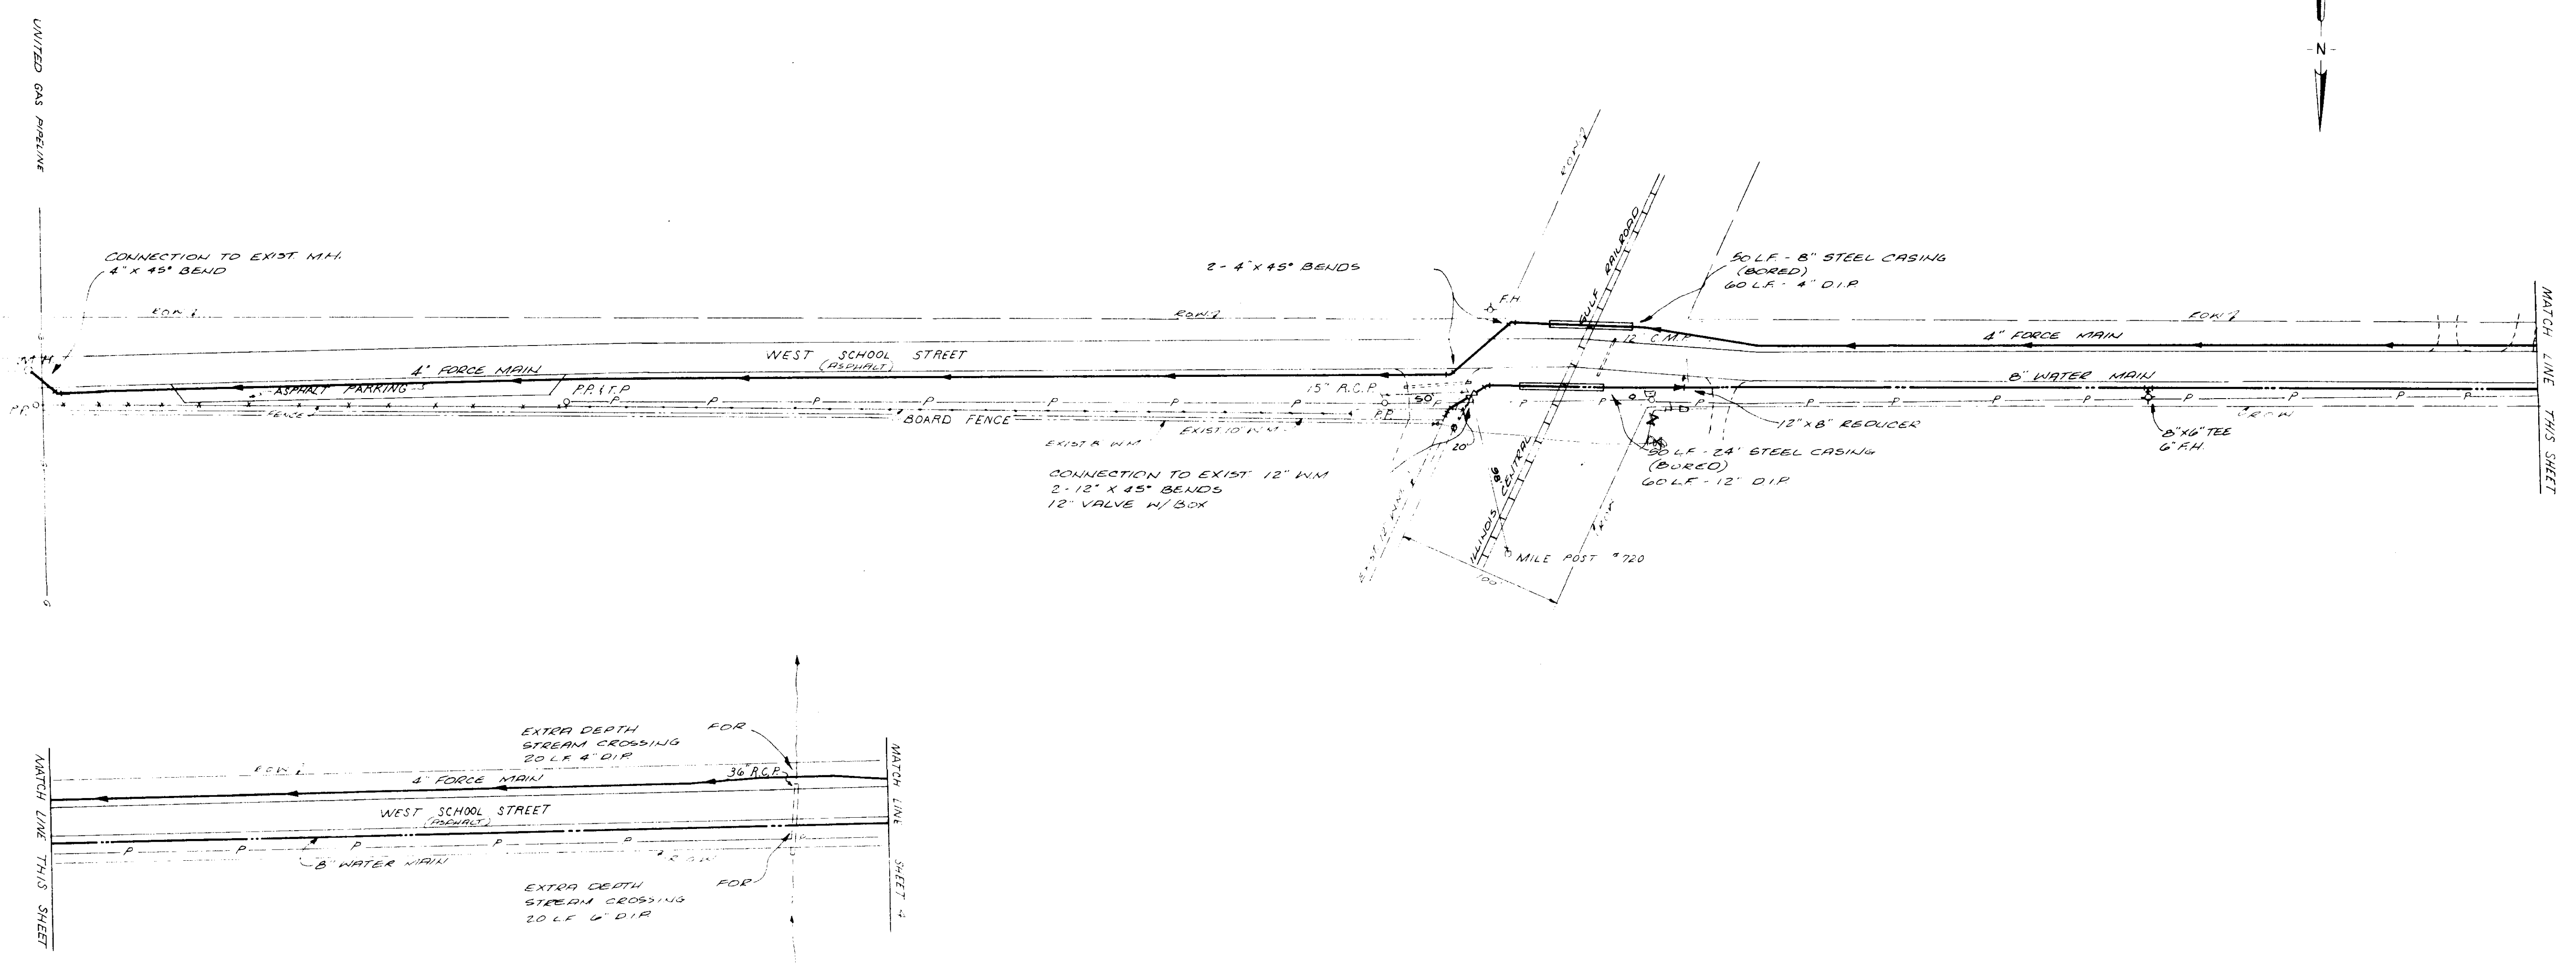 UNITED GAS PIPELINE
N
ROW
CONNECTION TO EXIST. M.H.
4" X 45° BEND
2 - 4" X 45° BENDS
F.H.
GULF RAILROAD
50 L.F. - 8" STEEL CASING
(BORED)
60 L.F. - 4" D.I.P.
MATCH LINE THIS SHEET
R.O.W.
R.O.W.
R.O.W.
12" C.M.P.
4" FORCE MAIN
M.H.
WEST SCHOOL STREET
(ASPHALT)
4" FORCE MAIN
8" WATER MAIN
ASPHALT PARKING
P.P. & T.P.
15" R.C.P.
50'
P.P.
P P P P P P P
P P P P P P P P P
FENCE
BOARD FENCE
R.O.W.
EXIST 8" W.M.
EXIST 10" W.M.
20'
12" X 8" REDUCER
8" X 6" TEE
6" F.H.
CONNECTION TO EXIST. 12" W.M.
2 - 12" X 45° BENDS
12" VALVE W/ BOX
50 L.F. - 24" STEEL CASING
(BORED)
60 L.F. - 12" D.I.P.
ILLINOIS CENTRAL
MILE POST #720
100'
G
EXTRA DEPTH FOR
STREAM CROSSING
20 L.F. 4" D.I.P.
MATCH LINE THIS SHEET
R.O.W.
4" FORCE MAIN
36" R.C.P.
WEST SCHOOL STREET
(ASPHALT)
P P P P P
8" WATER MAIN
R.O.W.
MATCH LINE SHEET 4
EXTRA DEPTH FOR
STREAM CROSSING
20 L.F. 6" D.I.P.